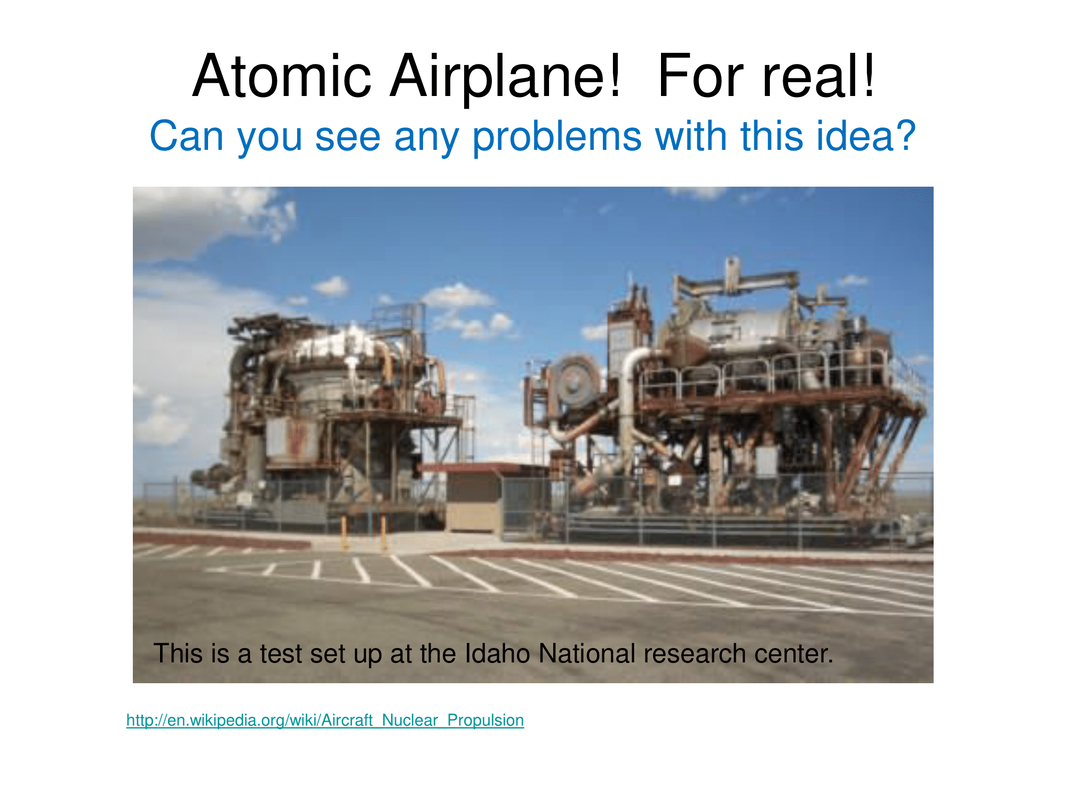 Atomic Airplane!  For real!
Can you see any problems with this idea?
This is a test set up at the Idaho National research center.
http://en.wikipedia.org/wiki/Aircraft_Nuclear_Propulsion